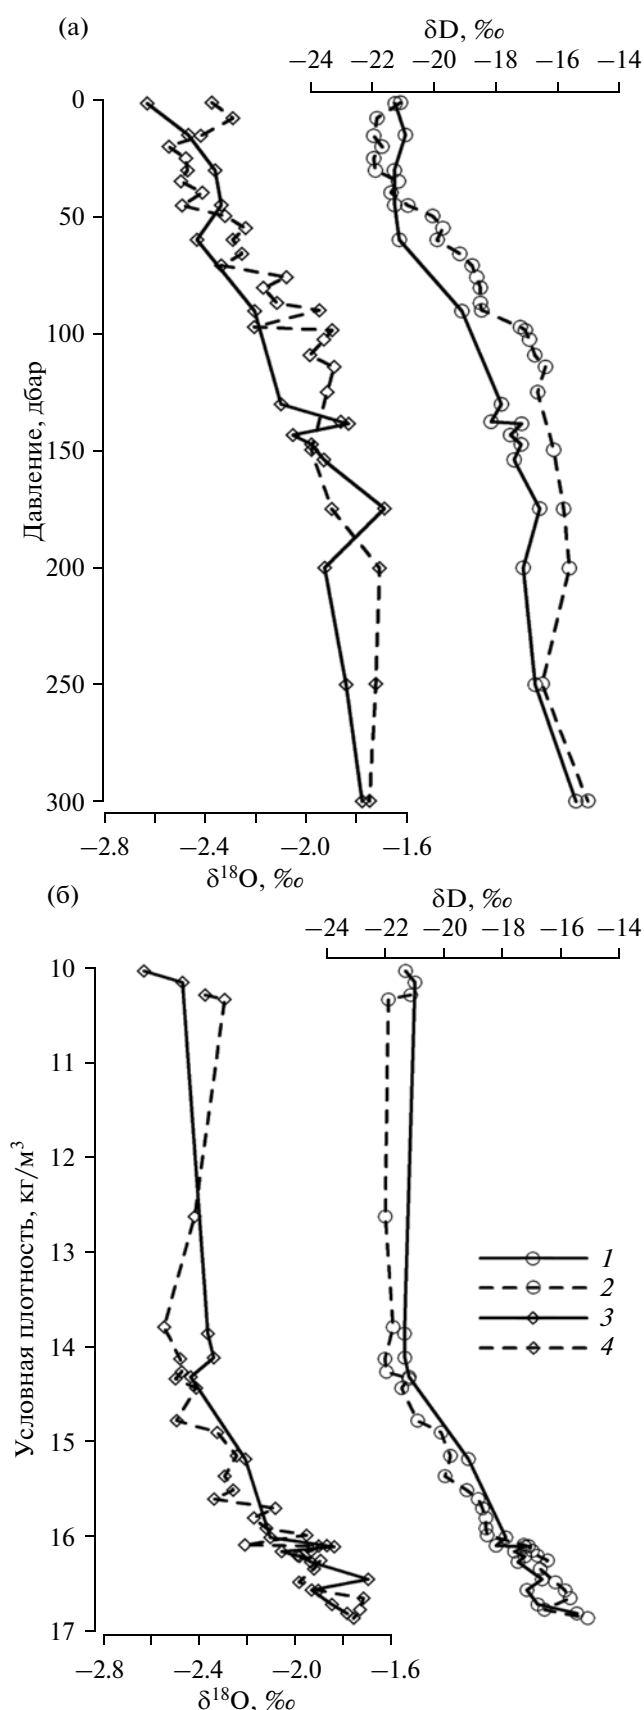 (а)
δD, ‰
−24 −22 −20 −18 −16 −14
0
50
100
150
200
250
300
Давление, дбар
−2.8 −2.4 −2.0 −1.6
δ¹⁸O, ‰
(б)
δD, ‰
−24 −22 −20 −18 −16 −14
10
11
12
13
14
15
16
17
Условная плотность, кг/м³
1
2
3
4
−2.8 −2.4 −2.0 −1.6
δ¹⁸O, ‰